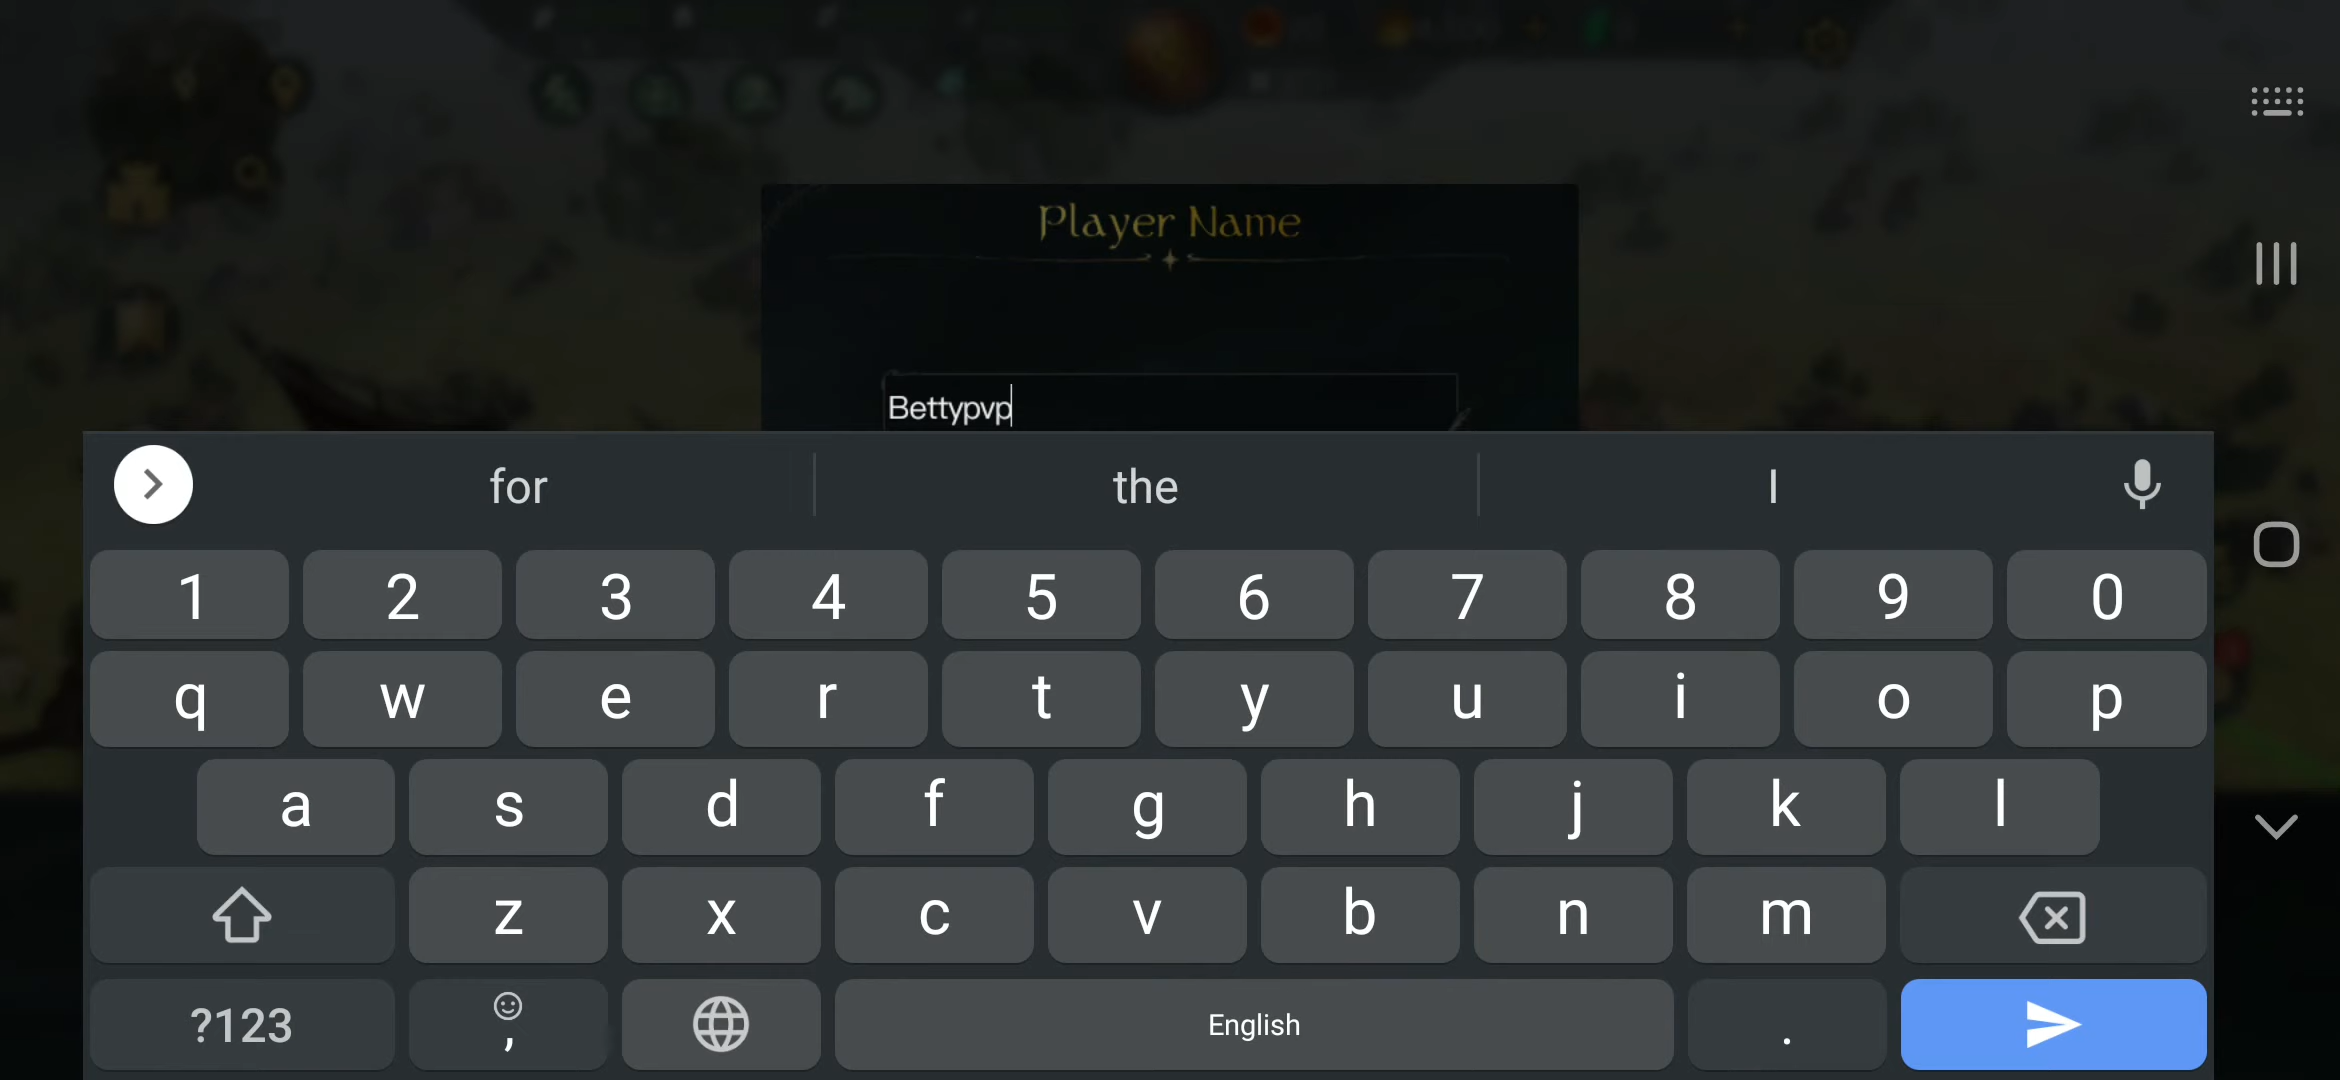 Player Name
Bettypvp
for the I
1 2 3 4 5 6 7 8 9 0
q w e r t y u i o p
a s d f g h j k l
z x c v b n m
?123 , English .